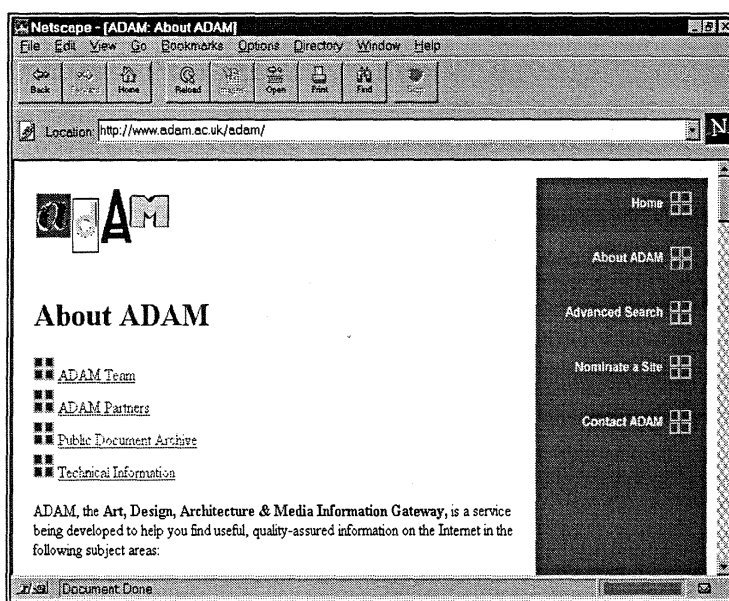 Netscape - [ADAM: About ADAM]
File Edit View Go Bookmarks Options Directory Window Help
Back Forward Home Reload Images Open Print Find Stop
Location: http://www.adam.ac.uk/adam/
N
adAM
Home
About ADAM
Advanced Search
Nominate a Site
Contact ADAM
About ADAM
ADAM Team
ADAM Partners
Public Document Archive
Technical Information
ADAM, the Art, Design, Architecture & Media Information Gateway, is a service
being developed to help you find useful, quality-assured information on the Internet in the
following subject areas:
Document Done